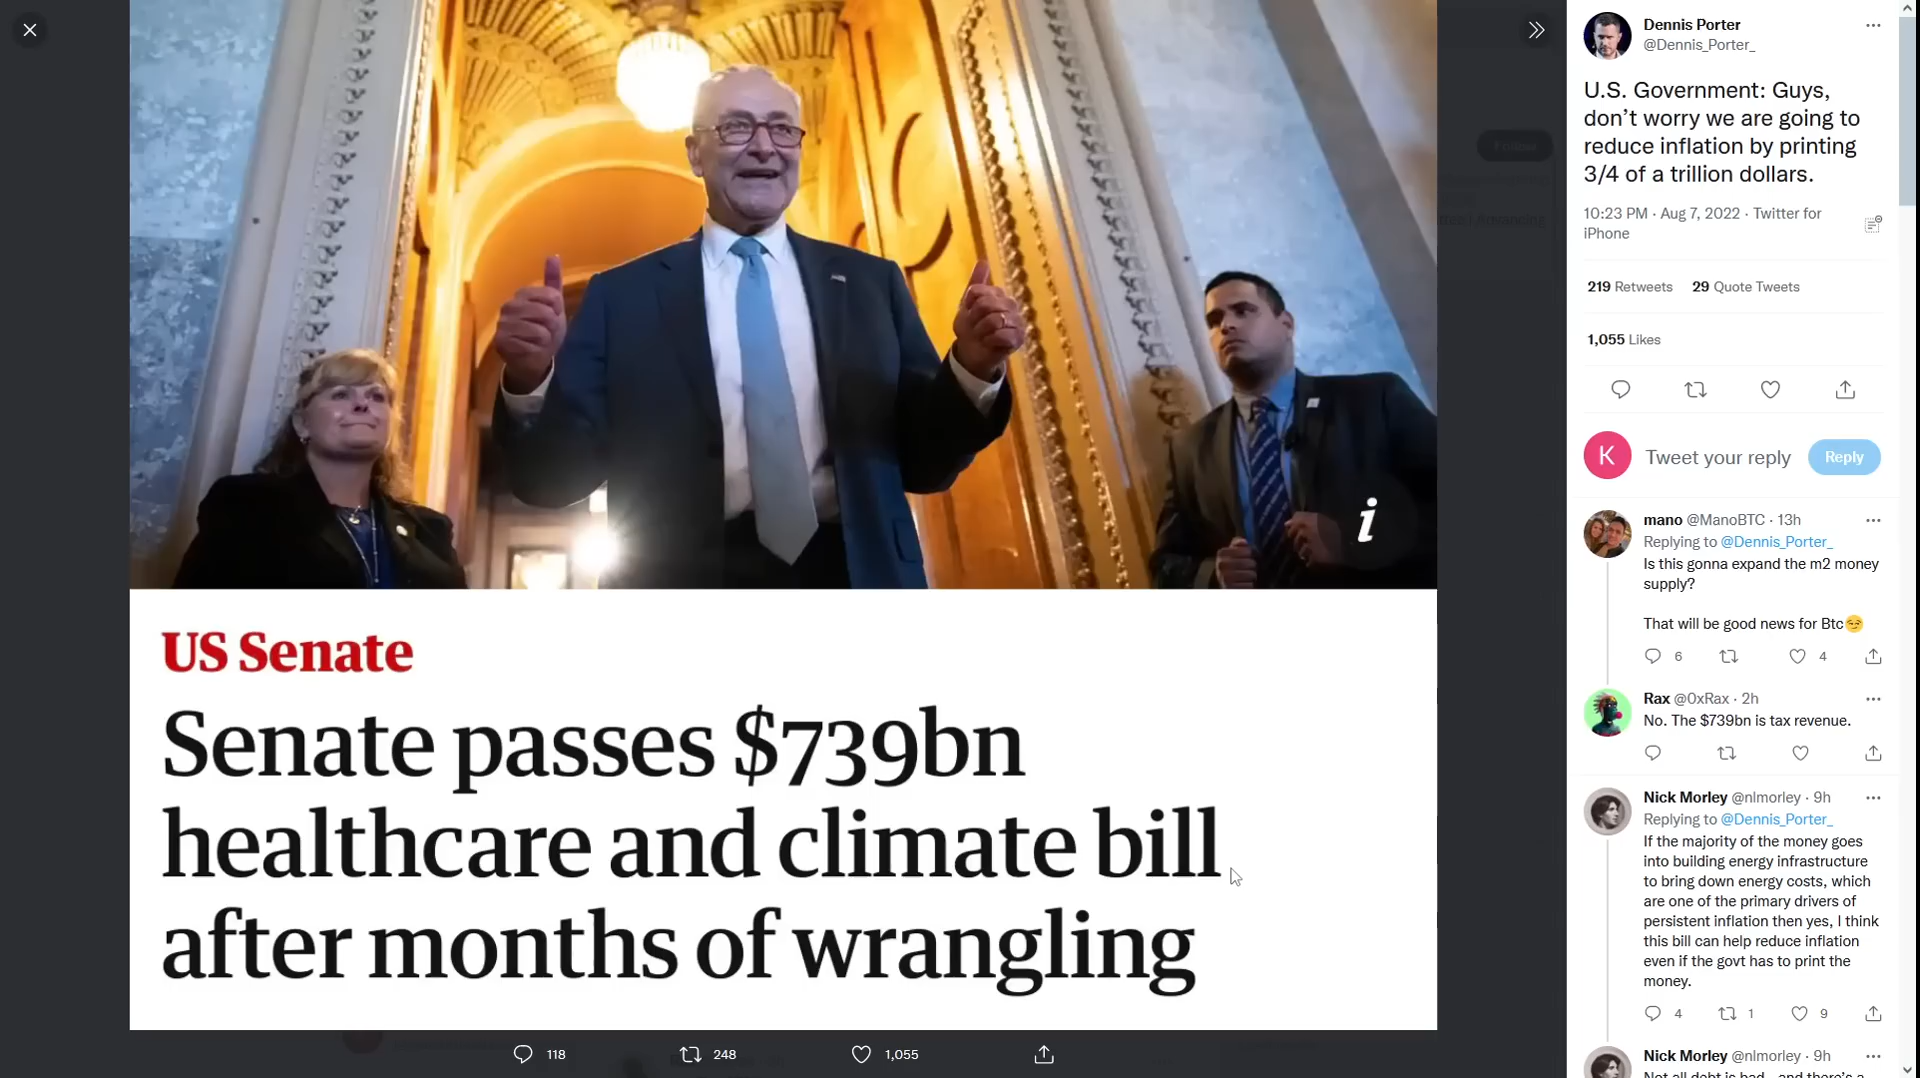 US Senate
Senate passes $739bn
healthcare and climate bill
after months of wrangling
118
248
1,055
Dennis Porter
@Dennis_Porter_
U.S. Government: Guys,
don’t worry we are going to
reduce inflation by printing
3/4 of a trillion dollars.
10:23 PM · Aug 7, 2022 · Twitter for
iPhone
219 Retweets 29 Quote Tweets
1,055 Likes
K
Tweet your reply
Reply
mano @ManoBTC · 13h
Replying to @Dennis_Porter_
Is this gonna expand the m2 money
supply?
That will be good news for Btc😏
6
4
Rax @0xRax · 2h
No. The $739bn is tax revenue.
Nick Morley @nlmorley · 9h
Replying to @Dennis_Porter_
If the majority of the money goes
into building energy infrastructure
to bring down energy costs, which
are one of the primary drivers of
persistent inflation then yes, I think
this bill can help reduce inflation
even if the govt has to print the
money.
4
1
9
Nick Morley @nlmorley · 9h
Not all debt is bad